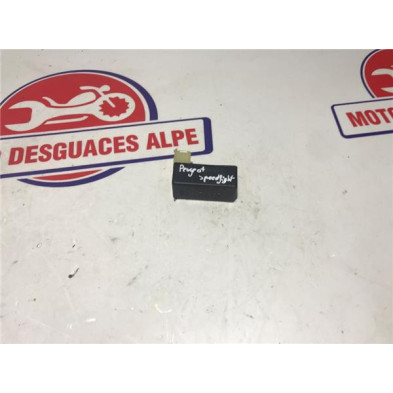 O DESGUACES ALPE
MOTO
Peugeot
speedfight